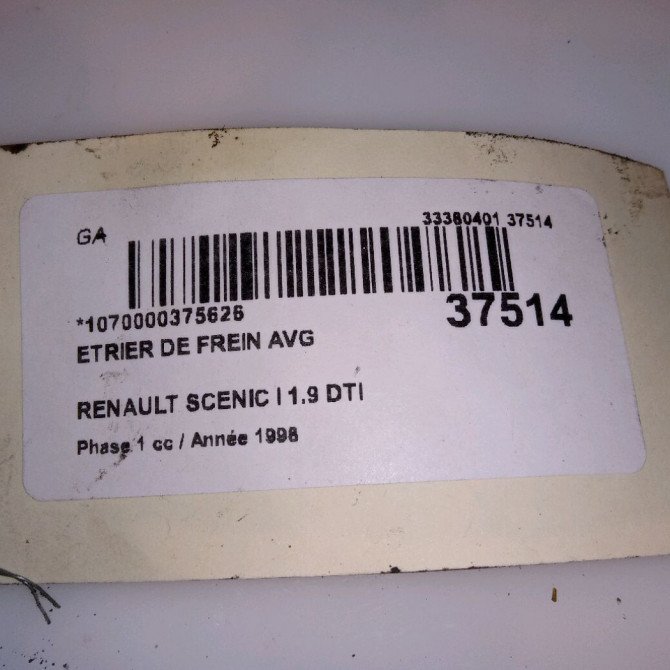 GA
33380401 37514
*1070000375626
37514
ETRIER DE FREIN AVG
RENAULT SCENIC I 1.9 DTI
Phase 1 cc / Année 1998